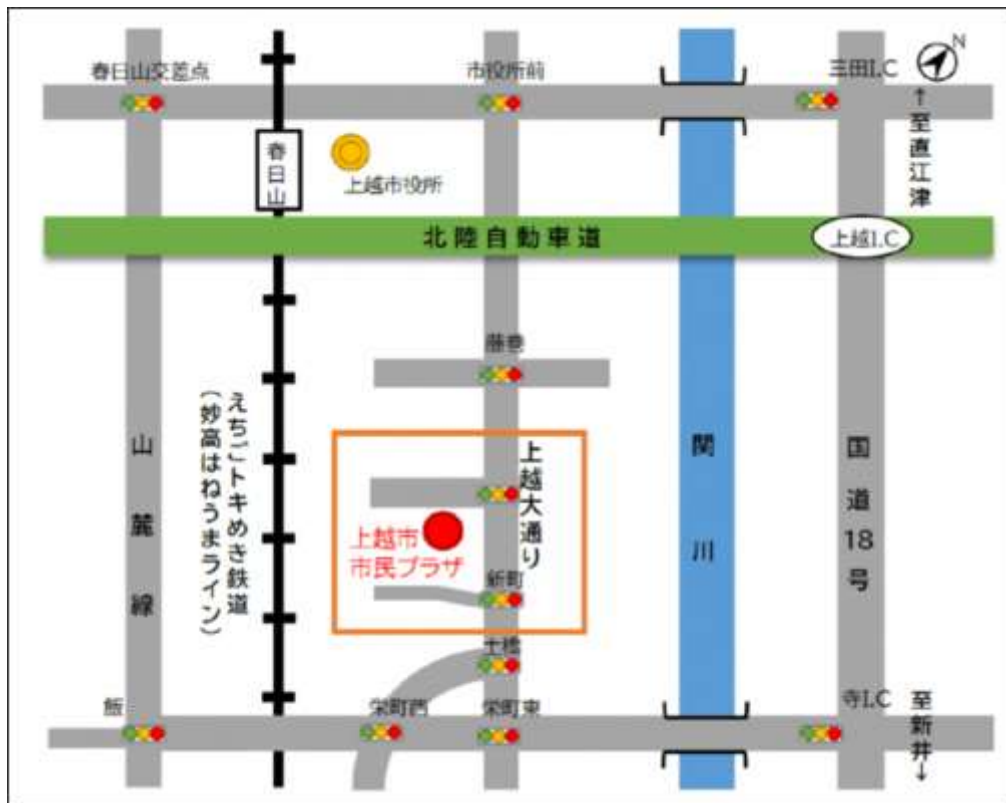 春日山交差点
市役所前
三田I.C
N
↑至直江津
春日山
上越市役所
北陸自動車道
上越I.C
藤巻
山麓線
えちごトキめき鉄道
（妙高はねうまライン）
上越大通り
関川
国道18号
上越市
市民プラザ
新町
土橋
飯
栄町西
栄町東
寺I.C
至新井↓